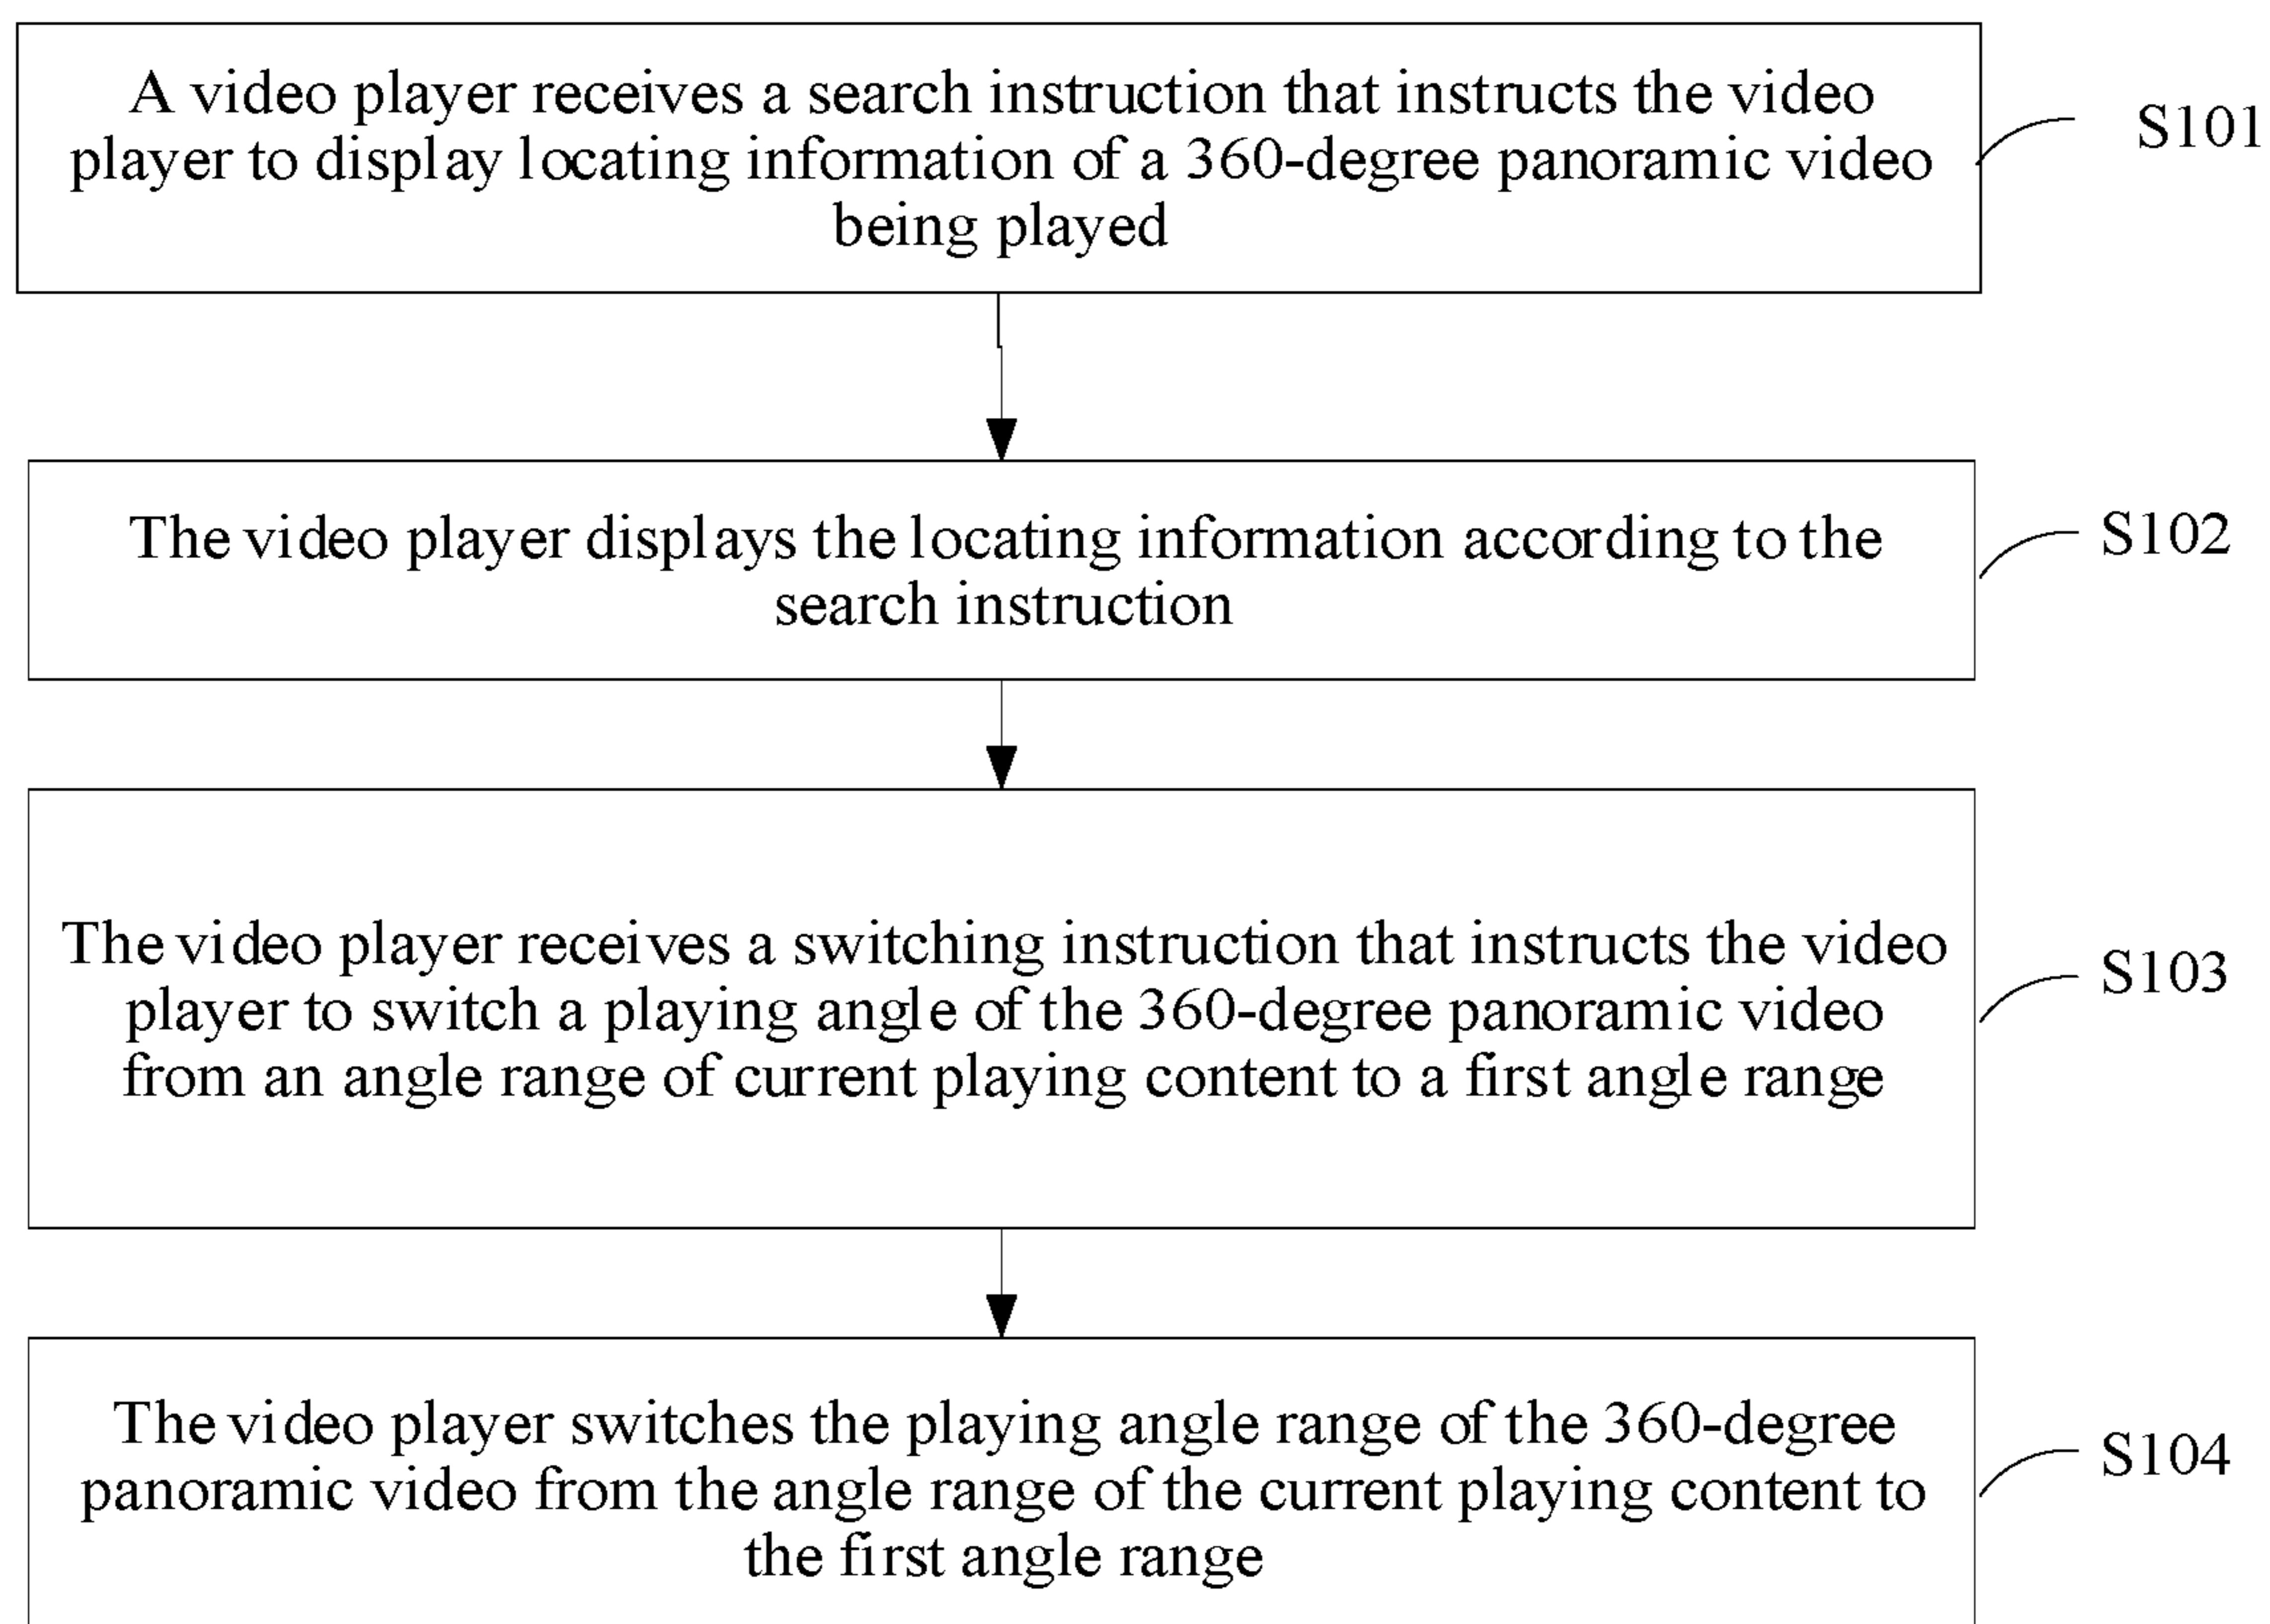 A video player receives a search instruction that instructs the video
player to display locating information of a 360-degree panoramic video
being played
S101
The video player displays the locating information according to the
search instruction
S102
The video player receives a switching instruction that instructs the video
player to switch a playing angle of the 360-degree panoramic video
from an angle range of current playing content to a first angle range
S103
The video player switches the playing angle range of the 360-degree
panoramic video from the angle range of the current playing content to
the first angle range
S104